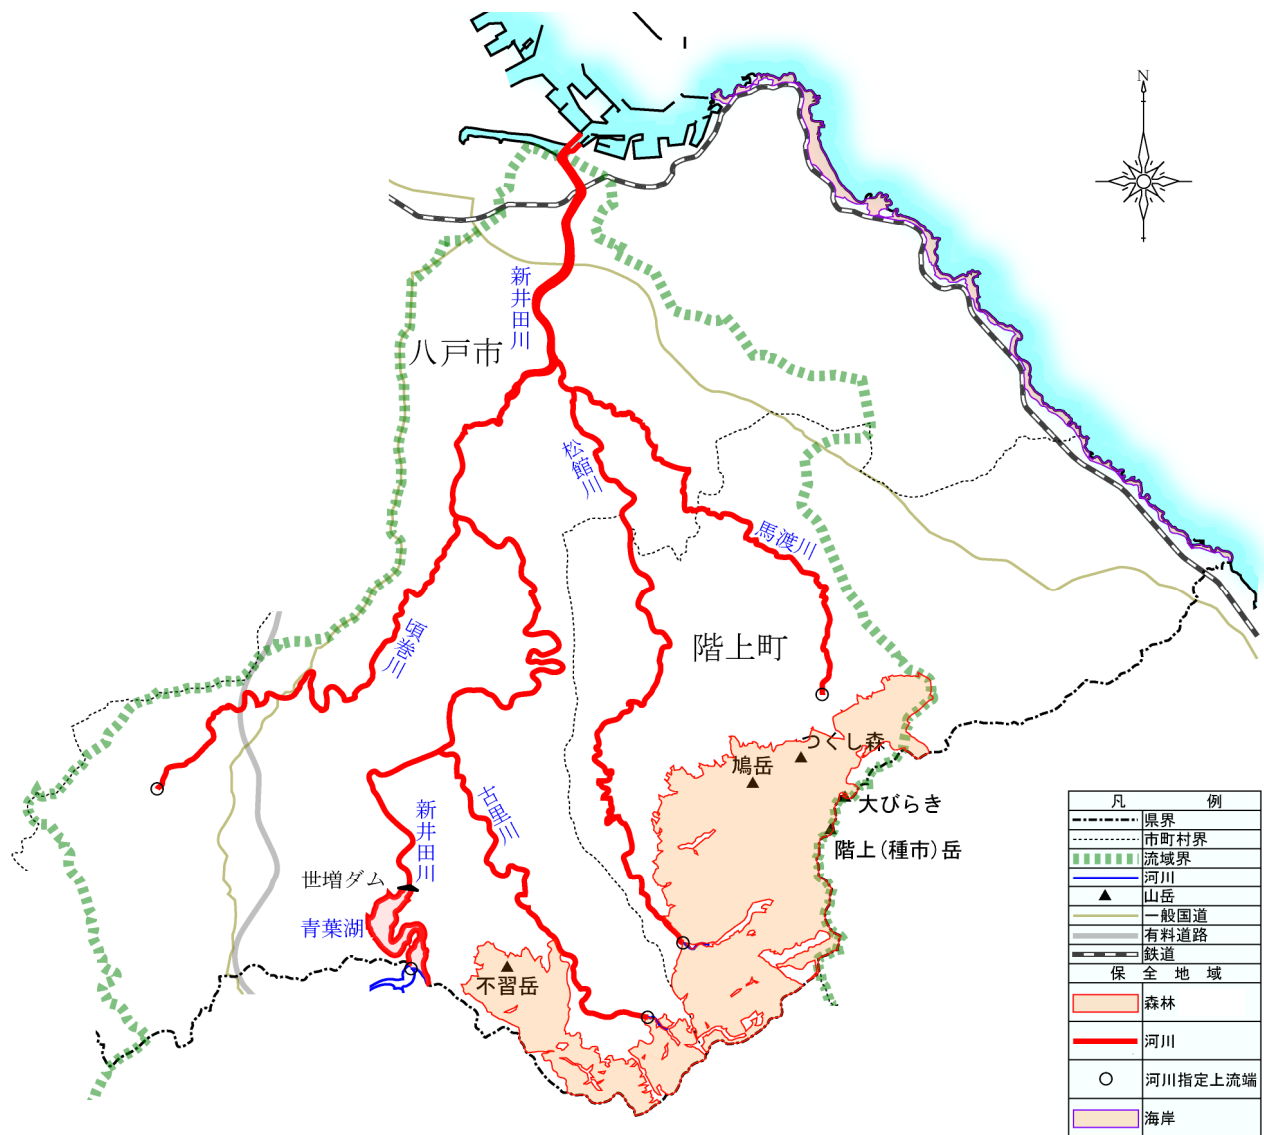 N
新井田川
八戸市
松館川
馬渡川
頃巻川
階上町
つくし森
鳩岳
大びらき
階上(種市)岳
古里川
新井田川
世増ダム
青葉湖
不習岳
凡 例
県界
市町村界
流域界
河川
山岳
一般国道
有料道路
鉄道
保 全 地 域
森林
河川
河川指定上流端
海岸